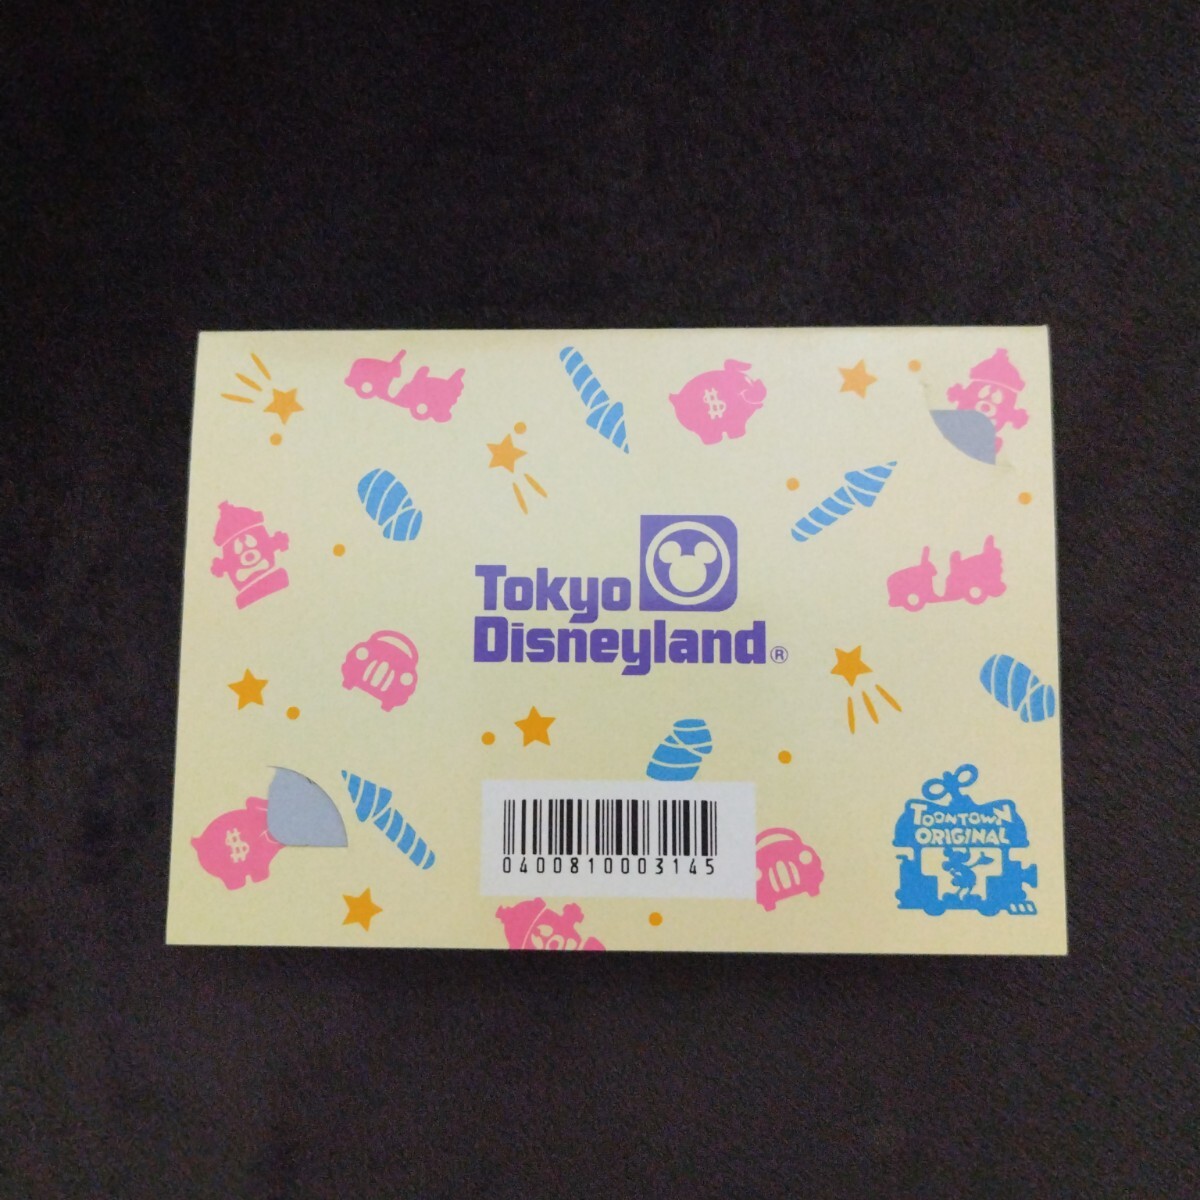 $
Tokyo
Disneyland®
TOONTOWN
ORIGINAL
$
0400810003145